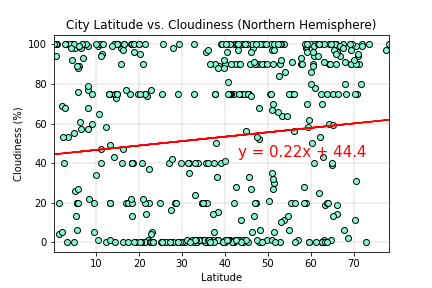 City Latitude vs. Cloudiness (Northern Hemisphere)
Cloudiness (%)
100
80
60
40
20
0
y = 0.22x + 44.4
10 20 30 40 50 60 70
Latitude